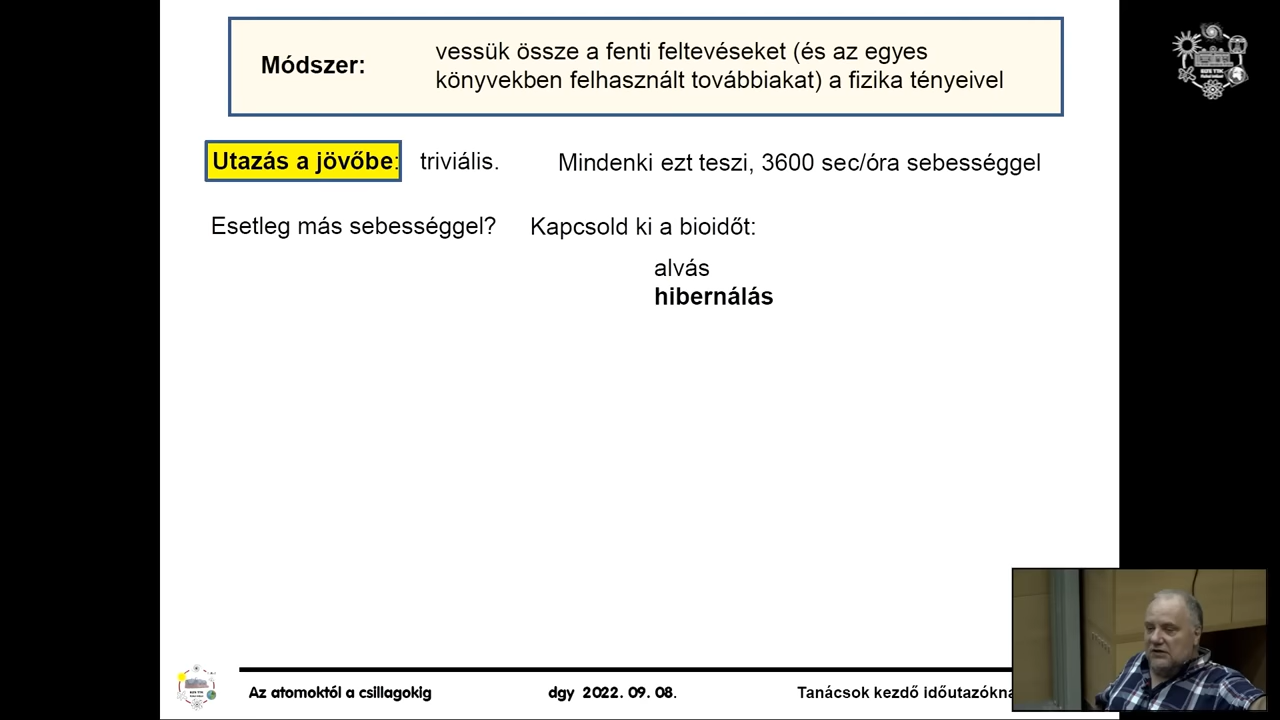 Módszer:
vessük össze a fenti feltevéseket (és az egyes
könyvekben felhasznált továbbiakat) a fizika tényeivel
Utazás a jövőbe: triviális. Mindenki ezt teszi, 3600 sec/óra sebességgel
Esetleg más sebességgel? Kapcsold ki a bioidőt:
alvás
hibernálás
Az atomoktól a csillagokig dgy 2022. 09. 08. Tanácsok kezdő időutazókna